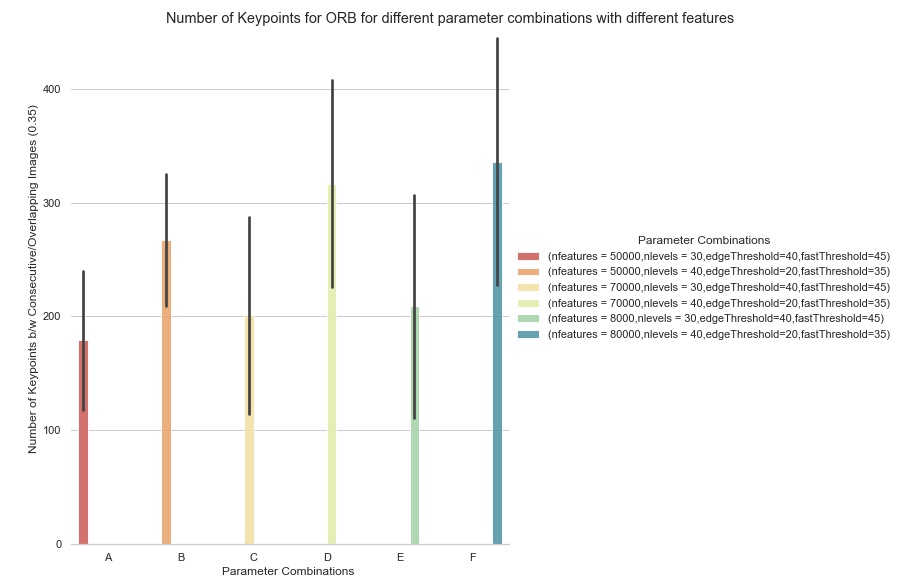 Number of Keypoints for ORB for different parameter combinations with different features
Number of Keypoints b/w Consecutive/Overlapping Images (0.35)
400
300
200
100
0
A B C D E F
Parameter Combinations
Parameter Combinations
(nfeatures = 50000,nlevels = 30,edgeThreshold=40,fastThreshold=45)
(nfeatures = 50000,nlevels = 40,edgeThreshold=20,fastThreshold=35)
(nfeatures = 70000,nlevels = 30,edgeThreshold=40,fastThreshold=45)
(nfeatures = 70000,nlevels = 40,edgeThreshold=20,fastThreshold=35)
(nfeatures = 8000,nlevels = 30,edgeThreshold=40,fastThreshold=45)
(nfeatures = 80000,nlevels = 40,edgeThreshold=20,fastThreshold=35)